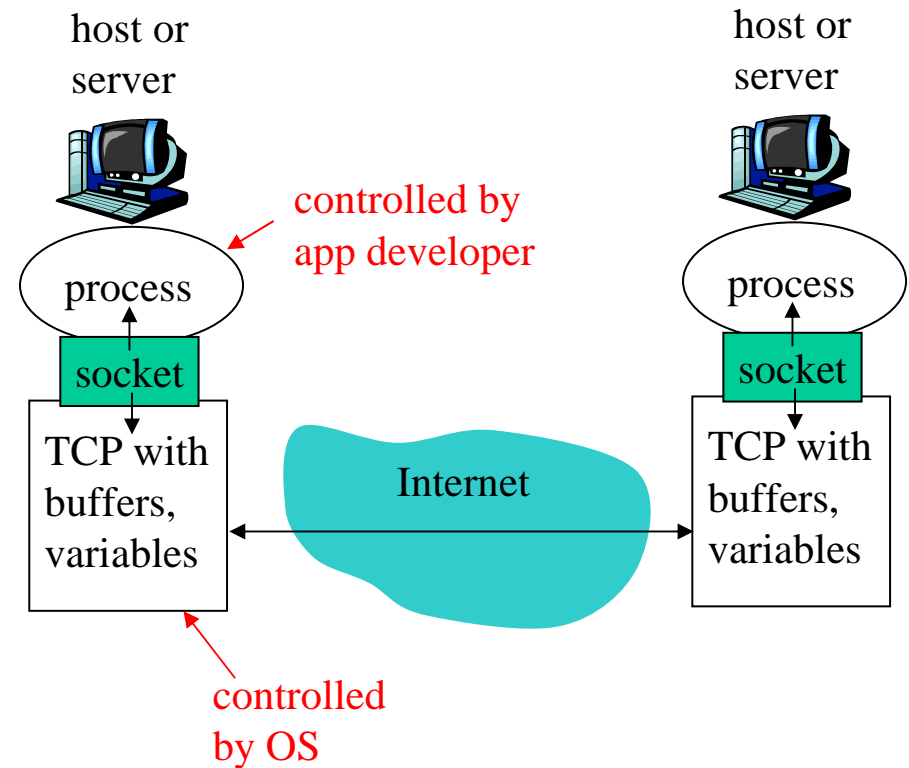 host or
server
host or
server
controlled by
app developer
process
process
socket
socket
TCP with
buffers,
variables
Internet
TCP with
buffers,
variables
controlled
by OS